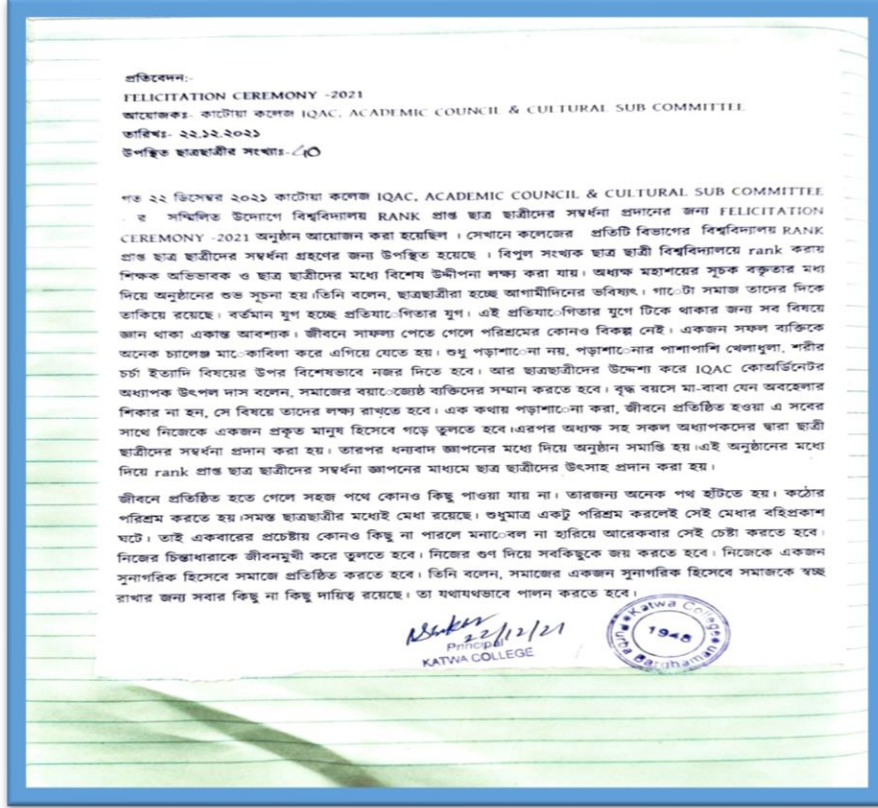 প্রতিবেদন:-
FELICITATION CEREMONY -2021
আয়োজকঃ- কাটোয়া কলেজ IQAC, ACADEMIC COUNCIL & CULTURAL SUB COMMITTEE
তারিখঃ- ২২.১২.২০২১
উপস্থিত ছাত্রছাত্রীর সংখ্যাঃ- 40
গত ২২ ডিসেম্বর ২০২১ কাটোয়া কলেজ IQAC, ACADEMIC COUNCIL & CULTURAL SUB COMMITTEE
- র সম্মিলিত উদ্যোগে বিশ্ববিদ্যালয় RANK প্রাপ্ত ছাত্র ছাত্রীদের সম্বর্ধনা প্রদানের জন্য FELICITATION
CEREMONY -2021 অনুষ্ঠান আয়োজন করা হয়েছিল । সেখানে কলেজের প্রতিটি বিভাগের বিশ্ববিদ্যালয় RANK
প্রাপ্ত ছাত্র ছাত্রীদের সম্বর্ধনা গ্রহণের জন্য উপস্থিত হয়েছে । বিপুল সংখ্যক ছাত্র ছাত্রী বিশ্ববিদ্যালয়ে rank করায়
শিক্ষক অভিভাবক ও ছাত্র ছাত্রীদের মধ্যে বিশেষ উদ্দীপনা লক্ষ্য করা যায়। অধ্যক্ষ মহাশয়ের সূচক বক্তৃতার মধ্য
দিয়ে অনুষ্ঠানের শুভ সূচনা হয়।তিনি বলেন, ছাত্রছাত্রীরা হচ্ছে আগামীদিনের ভবিষ্যৎ। গাোটা সমাজ তাদের দিকে
তাকিয়ে রয়েছে। বর্তমান যুগ হচ্ছে প্রতিযাোগিতার যুগ। এই প্রতিযাোগিতার যুগে টিকে থাকার জন্য সব বিষয়ে
জ্ঞান থাকা একান্ত আবশ্যক। জীবনে সাফল্য পেতে গেলে পরিশ্রমের কোনও বিকল্প নেই। একজন সফল ব্যক্তিকে
অনেক চ্যালেঞ্জ মাোকাবিলা করে এগিয়ে যেতে হয়। শুধু পড়াশাোনা নয়, পড়াশাোনার পাশাপাশি খেলাধুলা, শরীর
চর্চা ইত্যাদি বিষয়ের উপর বিশেষভাবে নজর দিতে হবে। আর ছাত্রছাত্রীদের উদ্দেশ্য করে IQAC কোঅর্ডিনেটর
অধ্যাপক উৎপল দাস বলেন, সমাজের বয়াোজ্যেষ্ঠ ব্যক্তিদের সম্মান করতে হবে। বৃদ্ধ বয়সে মা-বাবা যেন অবহেলার
শিকার না হন, সে বিষয়ে তাদের লক্ষ্য রাখতে হবে। এক কথায় পড়াশাোনা করা, জীবনে প্রতিষ্ঠিত হওয়া এ সবের
সাথে নিজেকে একজন প্রকৃত মানুষ হিসেবে গড়ে তুলতে হবে।এরপর অধ্যক্ষ সহ সকল অধ্যাপকদের দ্বারা ছাত্রী
ছাত্রীদের সম্বর্ধনা প্রদান করা হয়। তারপর ধন্যবাদ জ্ঞাপনের মধ্যে দিয়ে অনুষ্ঠান সমাপ্তি হয়।এই অনুষ্ঠানের মধ্যে
দিয়ে rank প্রাপ্ত ছাত্র ছাত্রীদের সম্বর্ধনা জ্ঞাপনের মাধ্যমে ছাত্র ছাত্রীদের উৎসাহ প্রদান করা হয়।
জীবনে প্রতিষ্ঠিত হতে গেলে সহজ পথে কোনও কিছু পাওয়া যায় না। তারজন্য অনেক পথ হাঁটতে হয়। কঠোর
পরিশ্রম করতে হয়।সমস্ত ছাত্রছাত্রীর মধ্যেই মেধা রয়েছে। শুধুমাত্র একটু পরিশ্রম করলেই সেই মেধার বহিপ্রকাশ
ঘটে। তাই একবারের প্রচেষ্টায় কোনও কিছু না পারলে মনাোবল না হারিয়ে আরেকবার সেই চেষ্টা করতে হবে।
নিজের চিন্তাধারাকে জীবনমুখী করে তুলতে হবে। নিজের গুণ দিয়ে সবকিছুকে জয় করতে হবে। নিজেকে একজন
সুনাগরিক হিসেবে সমাজে প্রতিষ্ঠিত করতে হবে। তিনি বলেন, সমাজের একজন সুনাগরিক হিসেবে সমাজকে স্বচ্ছ
রাখার জন্য সবার কিছু না কিছু দায়িত্ব রয়েছে। তা যথাযথভাবে পালন করতে হবে।
22/12/21
Principal
KATWA COLLEGE
Katwa College
1948
Purba Bardhaman